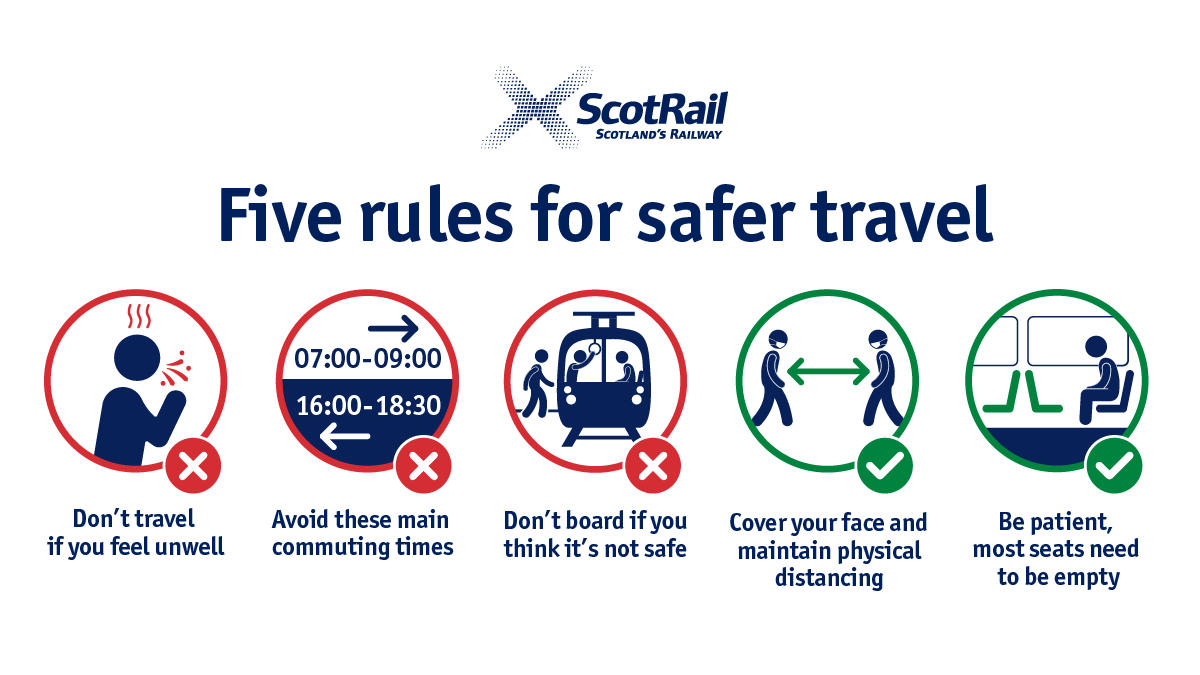 ScotRail
SCOTLAND'S RAILWAY
Five rules for safer travel
07:00-09:00
16:00-18:30
Don't travel
if you feel unwell
Avoid these main
commuting times
Don't board if you
think it's not safe
Cover your face and
maintain physical
distancing
Be patient,
most seats need
to be empty